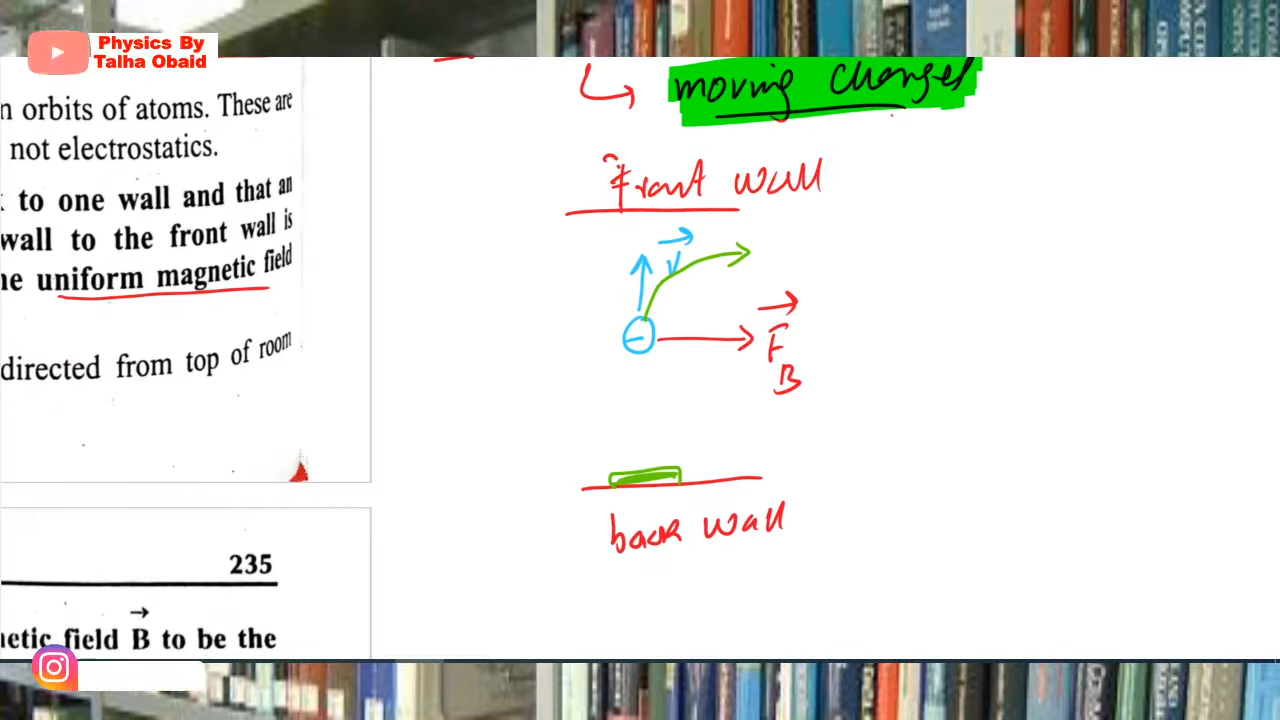 Physics By
Talha Obaid
n orbits of atoms. These are
not electrostatics.
to one wall and that an
wall to the front wall is
ne uniform magnetic field
directed from top of room
235
netic field B to be the
moving charges
Front wall
V
F
B
back wall